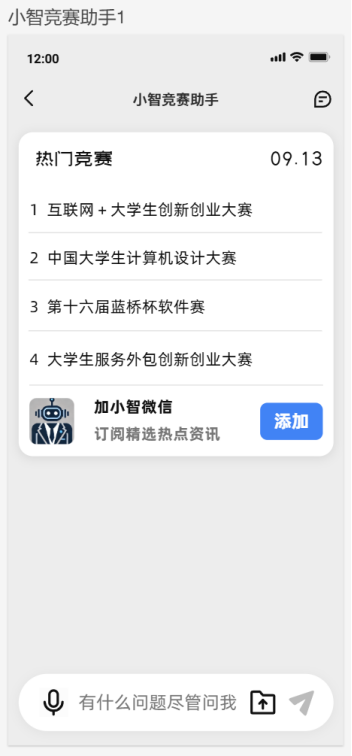 小智竞赛助手1
12:00
小智竞赛助手
热门竞赛 09.13
1 互联网+大学生创新创业大赛
2 中国大学生计算机设计大赛
3 第十六届蓝桥杯软件赛
4 大学生服务外包创新创业大赛
加小智微信
订阅精选热点资讯
添加
有什么问题尽管问我